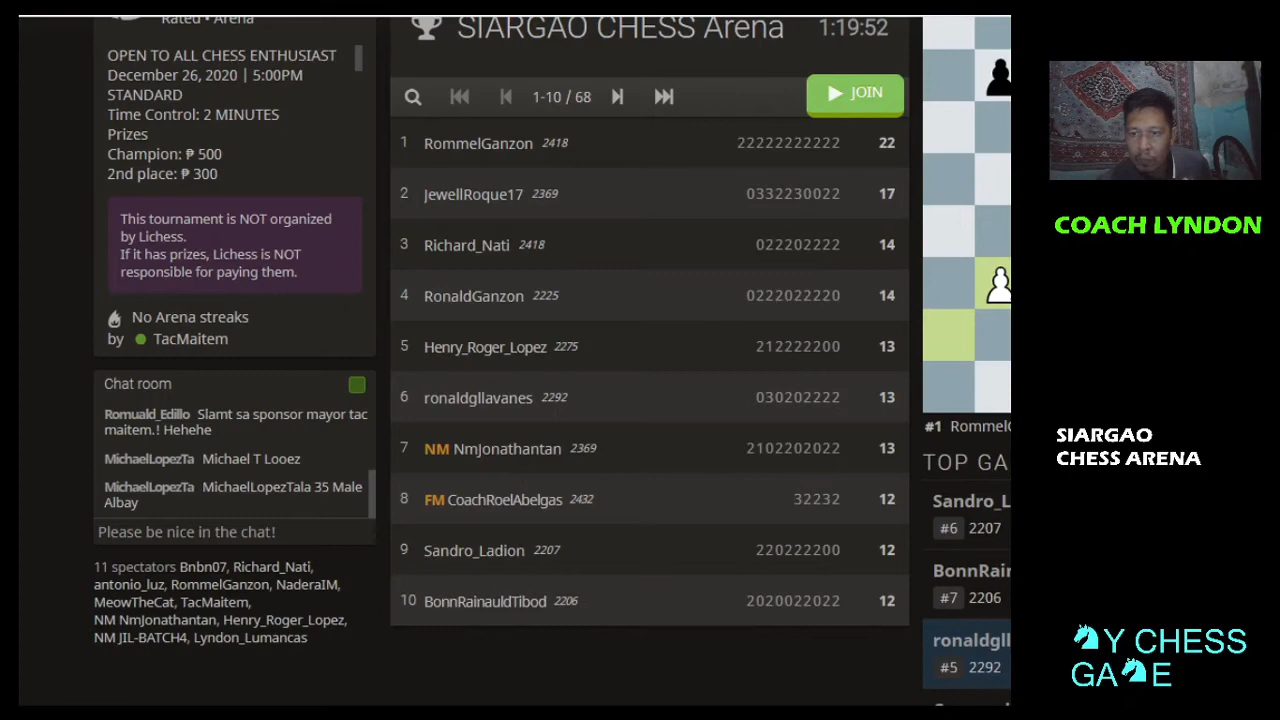 Rated • Arena
OPEN TO ALL CHESS ENTHUSIAST
December 26, 2020 | 5:00PM
STANDARD
Time Control: 2 MINUTES
Prizes
Champion: ₱ 500
2nd place: ₱ 300
This tournament is NOT organized
by Lichess.
If it has prizes, Lichess is NOT
responsible for paying them.
No Arena streaks
by TacMaitem
Chat room
Romuald_Edillo Slamt sa sponsor mayor tac
maitem.! Hehehe
MichaelLopezTa Michael T Looez
MichaelLopezTa MichaelLopezTala 35 Male
Albay
Please be nice in the chat!
11 spectators Bnbn07, Richard_Nati,
antonio_luz, RommelGanzon, NaderaIM,
MeowTheCat, TacMaitem,
NM NmJonathantan, Henry_Roger_Lopez,
NM JIL-BATCH4, Lyndon_Lumancas
SIARGAO CHESS Arena 1:19:52
1-10 / 68 JOIN
1 RommelGanzon 2418 22222222222 22
2 JewellRoque17 2369 0332230022 17
3 Richard_Nati 2418 022202222 14
4 RonaldGanzon 2225 0222022220 14
5 Henry_Roger_Lopez 2275 212222200 13
6 ronaldgllavanes 2292 030202222 13
7 NM NmJonathantan 2369 2102202022 13
8 FM CoachRoelAbelgas 2432 32232 12
9 Sandro_Ladion 2207 220222200 12
10 BonnRainauldTibod 2206 2020022022 12
#1 RommelG
TOP GA
Sandro_L
#6 2207
BonnRain
#7 2206
ronaldgll
#5 2292
COACH LYNDON
SIARGAO
CHESS ARENA
Y CHESS
GA E